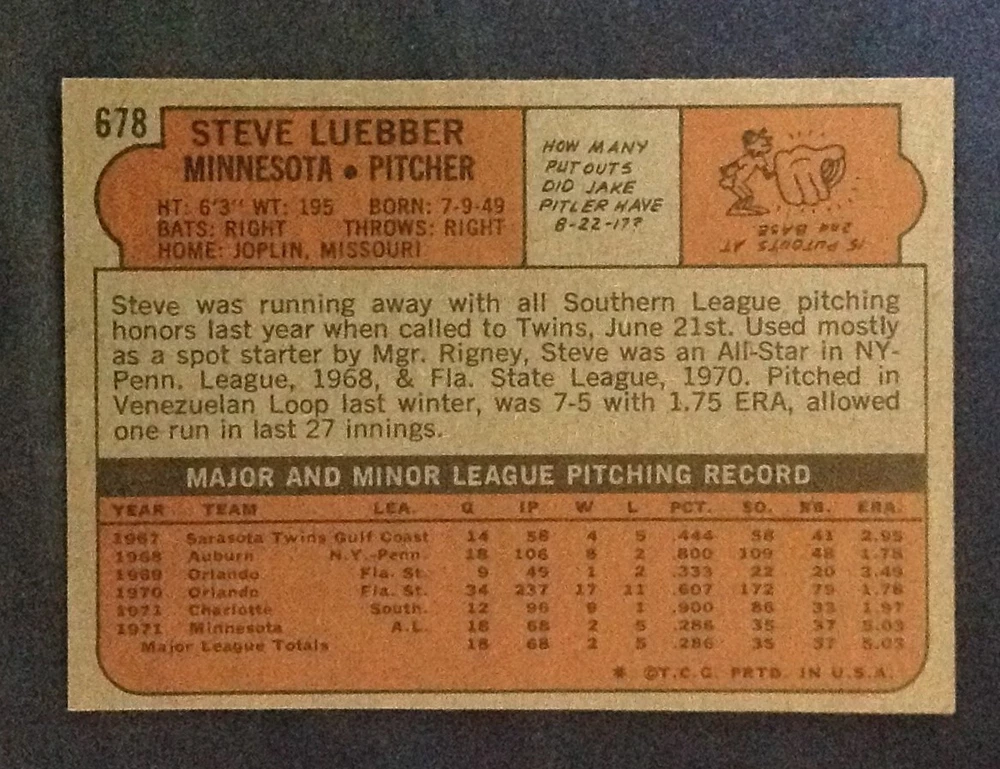 678
STEVE LUEBBER
MINNESOTA • PITCHER
HT: 6'3" WT: 195 BORN: 7-9-49
BATS: RIGHT THROWS: RIGHT
HOME: JOPLIN, MISSOURI
HOW MANY
PUTOUTS
DID JAKE
PITLER HAVE
8-22-17?
15 PUTOUTS AT
2nd BASE
Steve was running away with all Southern League pitching
honors last year when called to Twins, June 21st. Used mostly
as a spot starter by Mgr. Rigney, Steve was an All-Star in NY-
Penn. League, 1968, & Fla. State League, 1970. Pitched in
Venezuelan Loop last winter, was 7-5 with 1.75 ERA, allowed
one run in last 27 innings.
MAJOR AND MINOR LEAGUE PITCHING RECORD
YEAR TEAM LEA. G IP W L PCT. SO. BB. ERA.
1967 Sarasota Twins Gulf Coast 14 58 4 5 .444 58 41 2.95
1968 Auburn N.Y.-Penn. 18 106 8 2 .800 109 48 1.78
1969 Orlando Fla. St. 9 49 1 2 .333 22 20 3.49
1970 Orlando Fla. St. 34 237 17 11 .607 172 79 1.78
1971 Charlotte South. 12 96 9 1 .900 86 33 1.97
1971 Minnesota A.L. 18 68 2 5 .286 35 37 5.03
Major League Totals 18 68 2 5 .286 35 37 5.03
* ©T.C.G. PRTD. IN U.S.A.